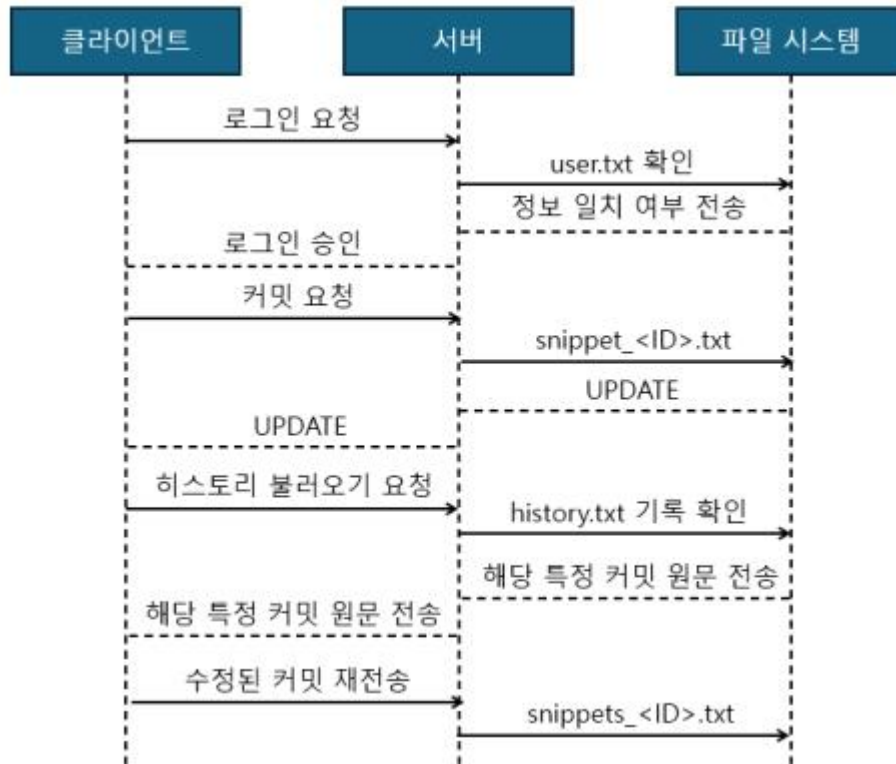 클라이언트
서버
파일 시스템
로그인 요청
user.txt 확인
정보 일치 여부 전송
로그인 승인
커밋 요청
snippet_<ID>.txt
UPDATE
UPDATE
히스토리 불러오기 요청
history.txt 기록 확인
해당 특정 커밋 원문 전송
해당 특정 커밋 원문 전송
수정된 커밋 재전송
snippets_<ID>.txt